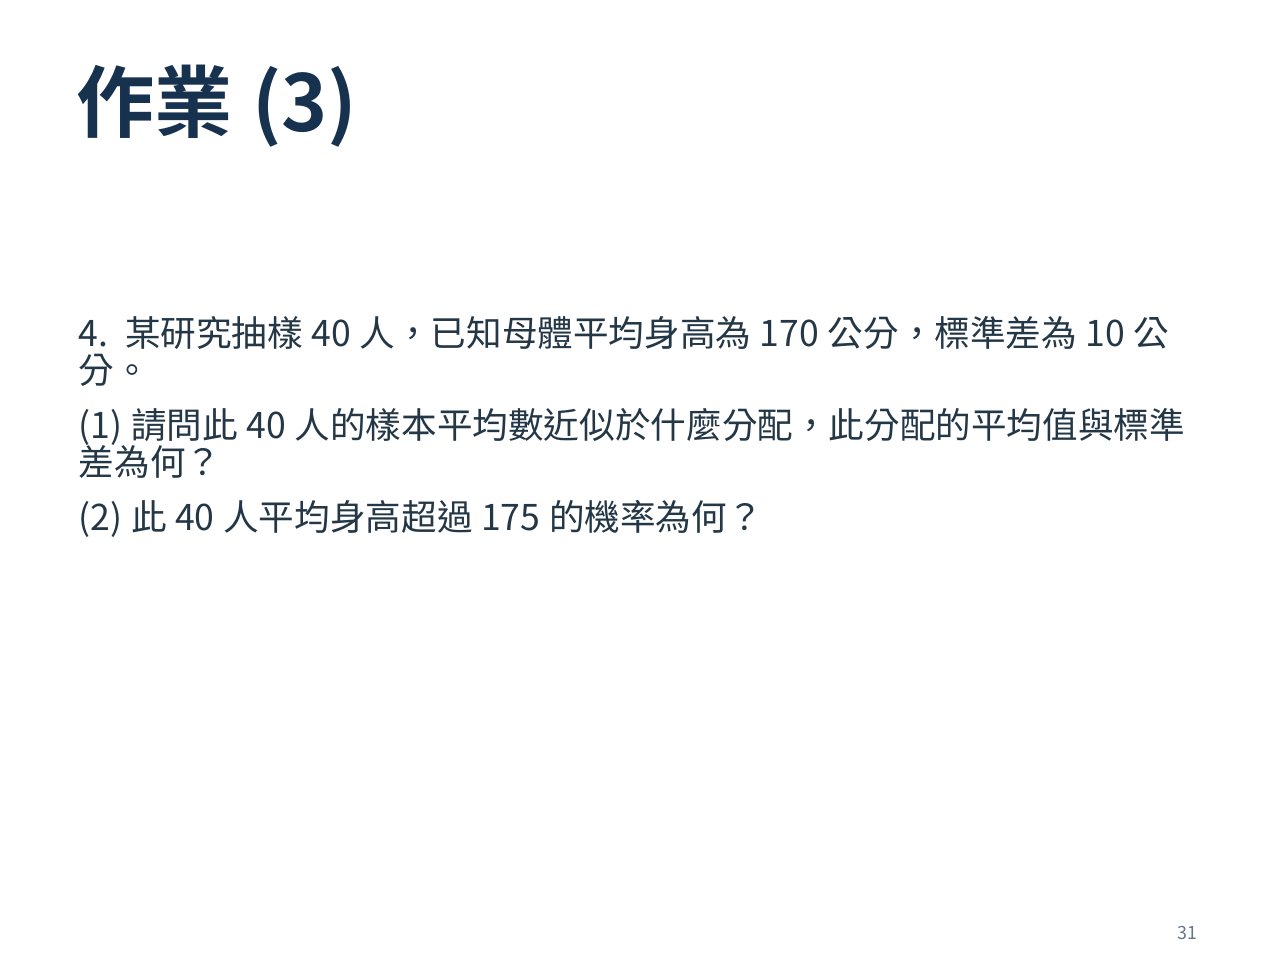 作業 (3)
4. 某研究抽樣 40 人，已知母體平均身高為 170 公分，標準差為 10 公
分。
(1) 請問此 40 人的樣本平均數近似於什麼分配，此分配的平均值與標準
差為何？
(2) 此 40 人平均身高超過 175 的機率為何？
31